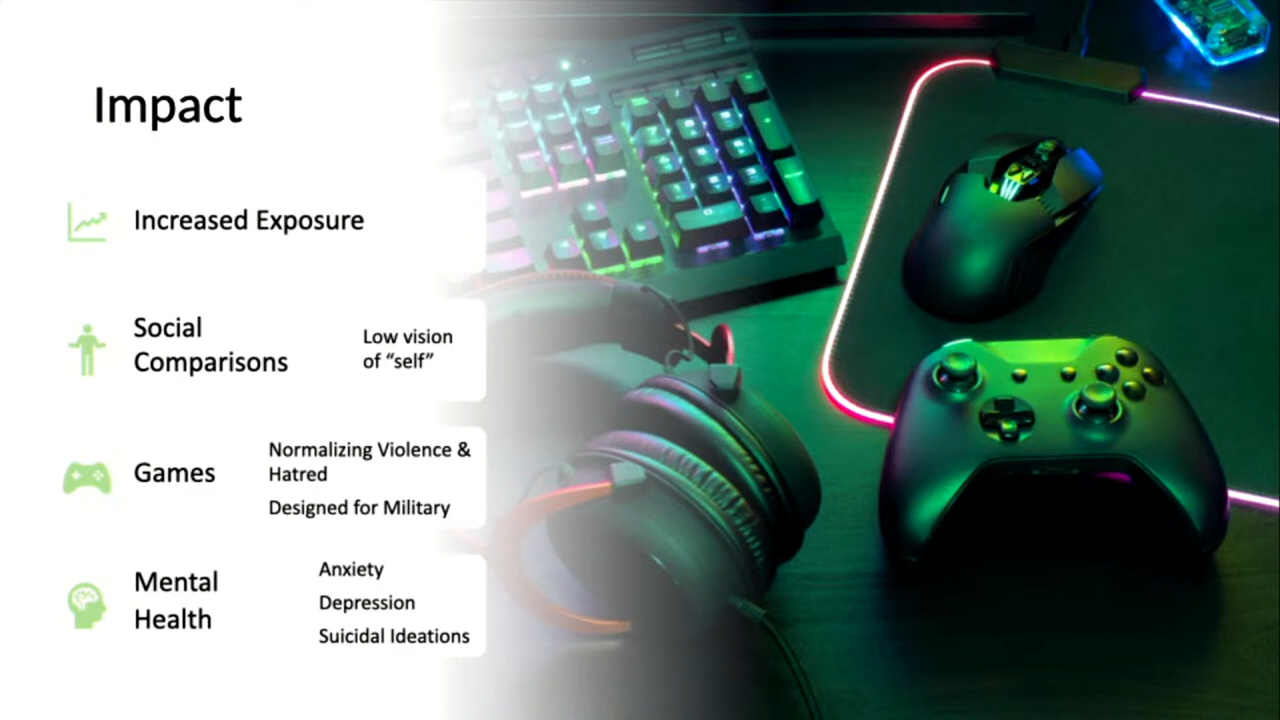 Impact
Increased Exposure
Social
Comparisons
Low vision
of “self”
Games
Normalizing Violence &
Hatred
Designed for Military
Mental
Health
Anxiety
Depression
Suicidal Ideations